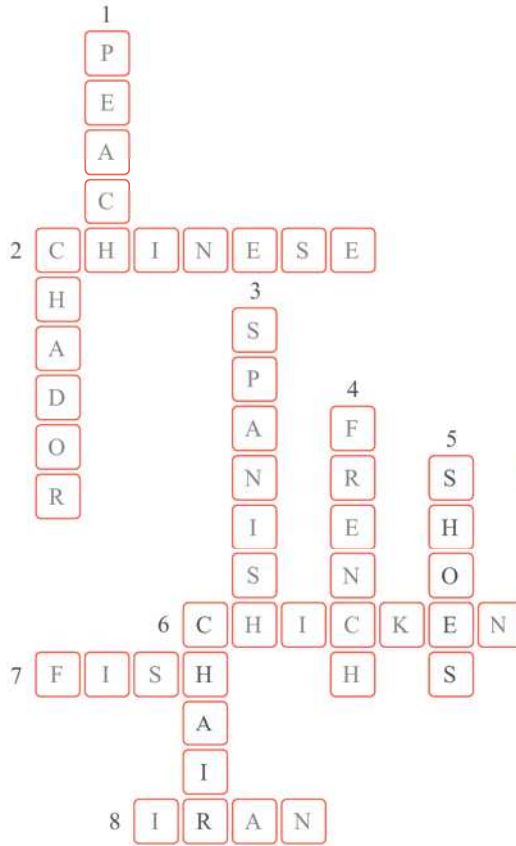 1
P
E
A
C
2 C H I N E S E
H 3
A S
D P
O A 4 F
R N R 5 S
I E H
S N O
6 C H I C K E N
7 F I S H H S
A
I
8 I R A N